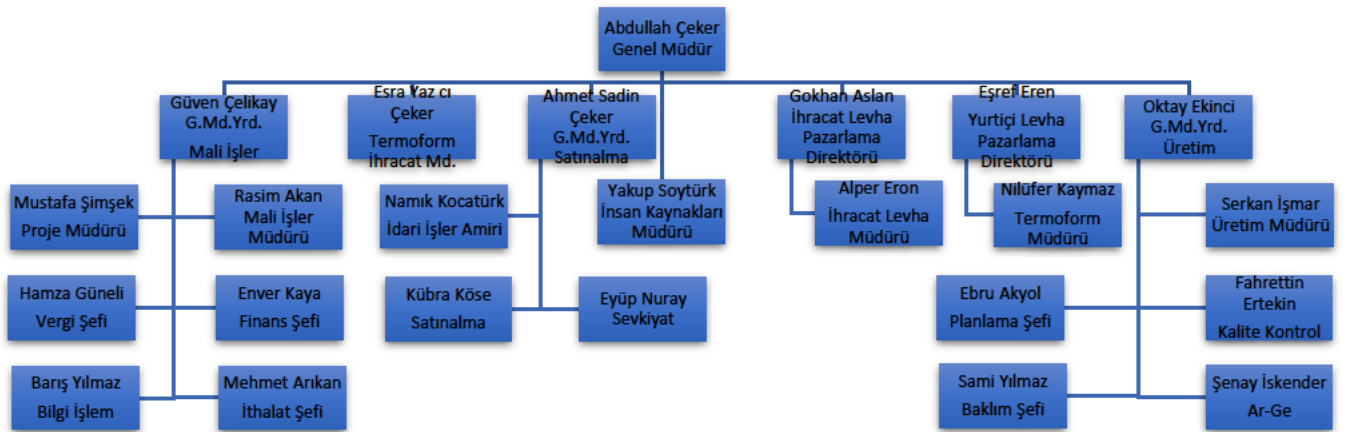 Abdullah Çeker
Genel Müdür
Güven Çelikay
G.Md.Yrd.
Mali İşler
Esra Yaz cı
Çeker
Termoform
İhracat Md.
Ahmet Sadin
Çeker
G.Md.Yrd.
Satınalma
Gokhan Aslan
İhracat Levha
Pazarlama
Direktörü
Eşref Eren
Yurtiçi Levha
Pazarlama
Direktörü
Oktay Ekinci
G.Md.Yrd.
Üretim
Mustafa Şimşek
Proje Müdürü
Rasim Akan
Mali İşler
Müdürü
Namık Kocatürk
İdari İşler Amiri
Yakup Soytürk
İnsan Kaynakları
Müdürü
Alper Eron
İhracat Levha
Müdürü
Nilüfer Kaymaz
Termoform
Müdürü
Serkan İşmar
Üretim Müdürü
Hamza Güneli
Vergi Şefi
Enver Kaya
Finans Şefi
Kübra Köse
Satınalma
Eyüp Nuray
Sevkiyat
Ebru Akyol
Planlama Şefi
Fahrettin
Ertekin
Kalite Kontrol
Barış Yılmaz
Bilgi İşlem
Mehmet Arıkan
İthalat Şefi
Sami Yılmaz
Baklım Şefi
Şenay İskender
Ar-Ge